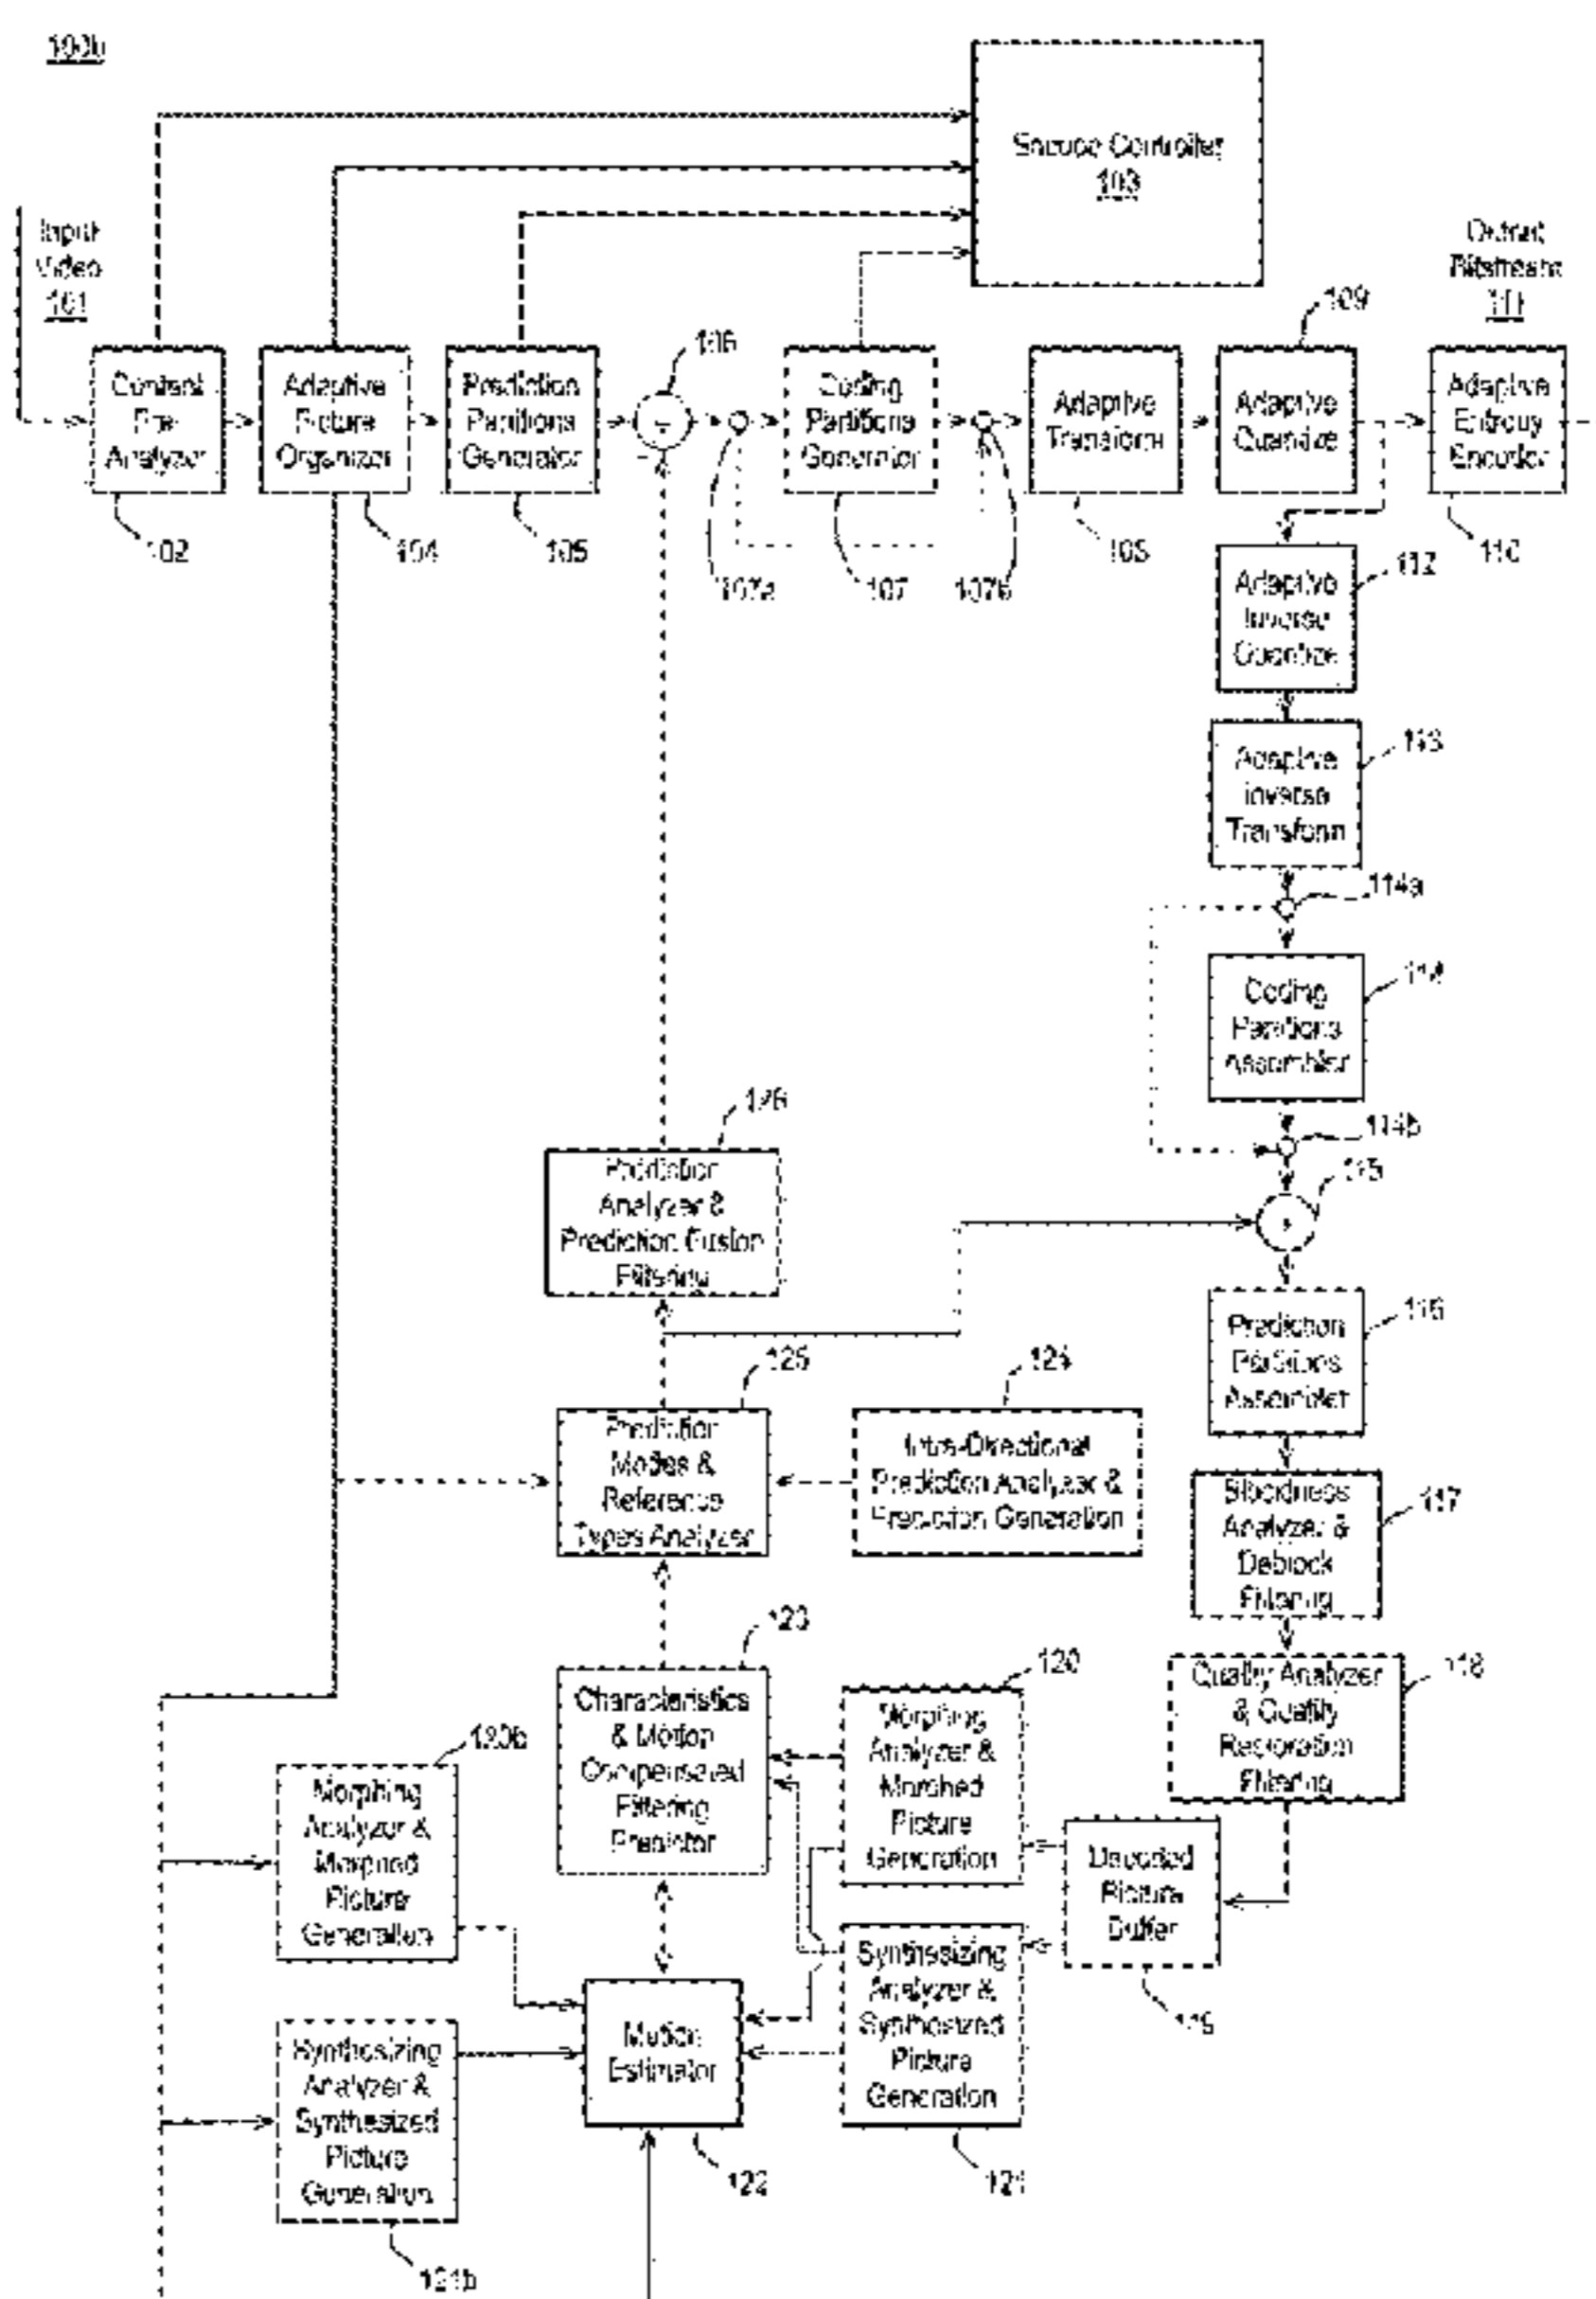 100b
Controller
103
Input
Video
101
Output
Bitstream
109
106
Content
Pre-
Analyzer
Adaptive
Picture
Organizer
Prediction
Partitions
Generator
Coding
Partitions
Generator
Adaptive
Transform
Adaptive
Quantize
Adaptive
Entropy
Encoder
102
104
105
107a
107
107b
108
110
112
Adaptive
Inverse
Quantize
113
Adaptive
Inverse
Transform
114a
114
Coding
Partitions
Assembler
114b
115
126
Prediction
Analyzer &
Prediction Fusion
Filtering
116
Prediction
Partitions
Assembler
125
124
Prediction
Modes &
Reference
Types Analyzer
Intra-Directional
Prediction Analyzer &
Prediction Generation
117
Blockiness
Analyzer &
Deblock
Filtering
123
120
118
Characteristics
& Motion
Compensated
Filtering
Predictor
Morphing
Analyzer &
Morphed
Picture
Generation
Quality Analyzer
& Quality
Restoration
Filtering
120b
Morphing
Analyzer &
Morphed
Picture
Generation
Decoded
Picture
Buffer
119
Synthesizing
Analyzer &
Synthesized
Picture
Generation
Motion
Estimator
Synthesizing
Analyzer &
Synthesized
Picture
Generation
122
121
121b